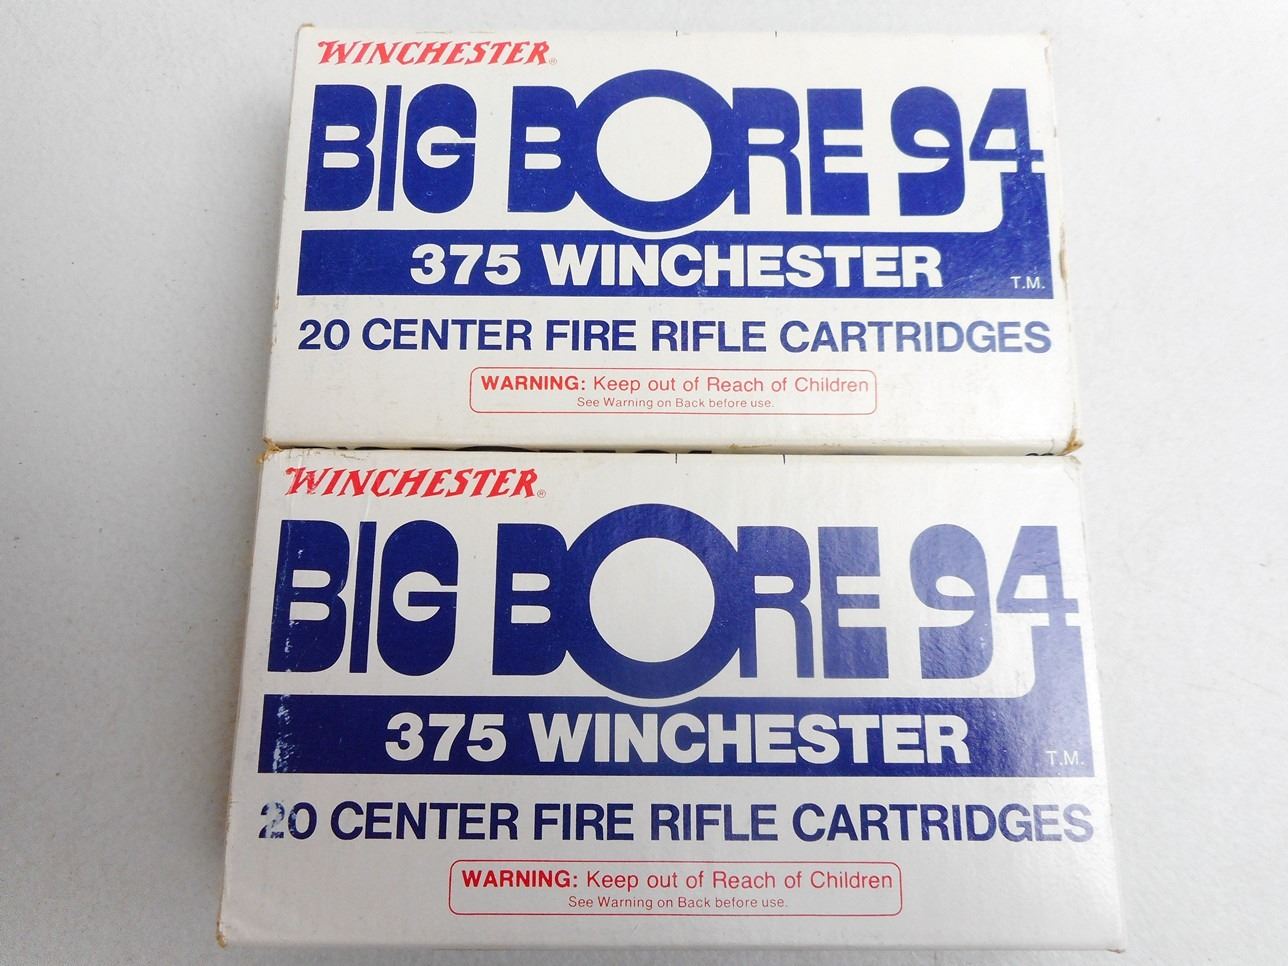 WINCHESTER®
BIG BORE 94
375 WINCHESTER T.M.
20 CENTER FIRE RIFLE CARTRIDGES
WARNING: Keep out of Reach of Children
See Warning on Back before use.
WINCHESTER®
BIG BORE 94
375 WINCHESTER T.M.
20 CENTER FIRE RIFLE CARTRIDGES
WARNING: Keep out of Reach of Children
See Warning on Back before use.